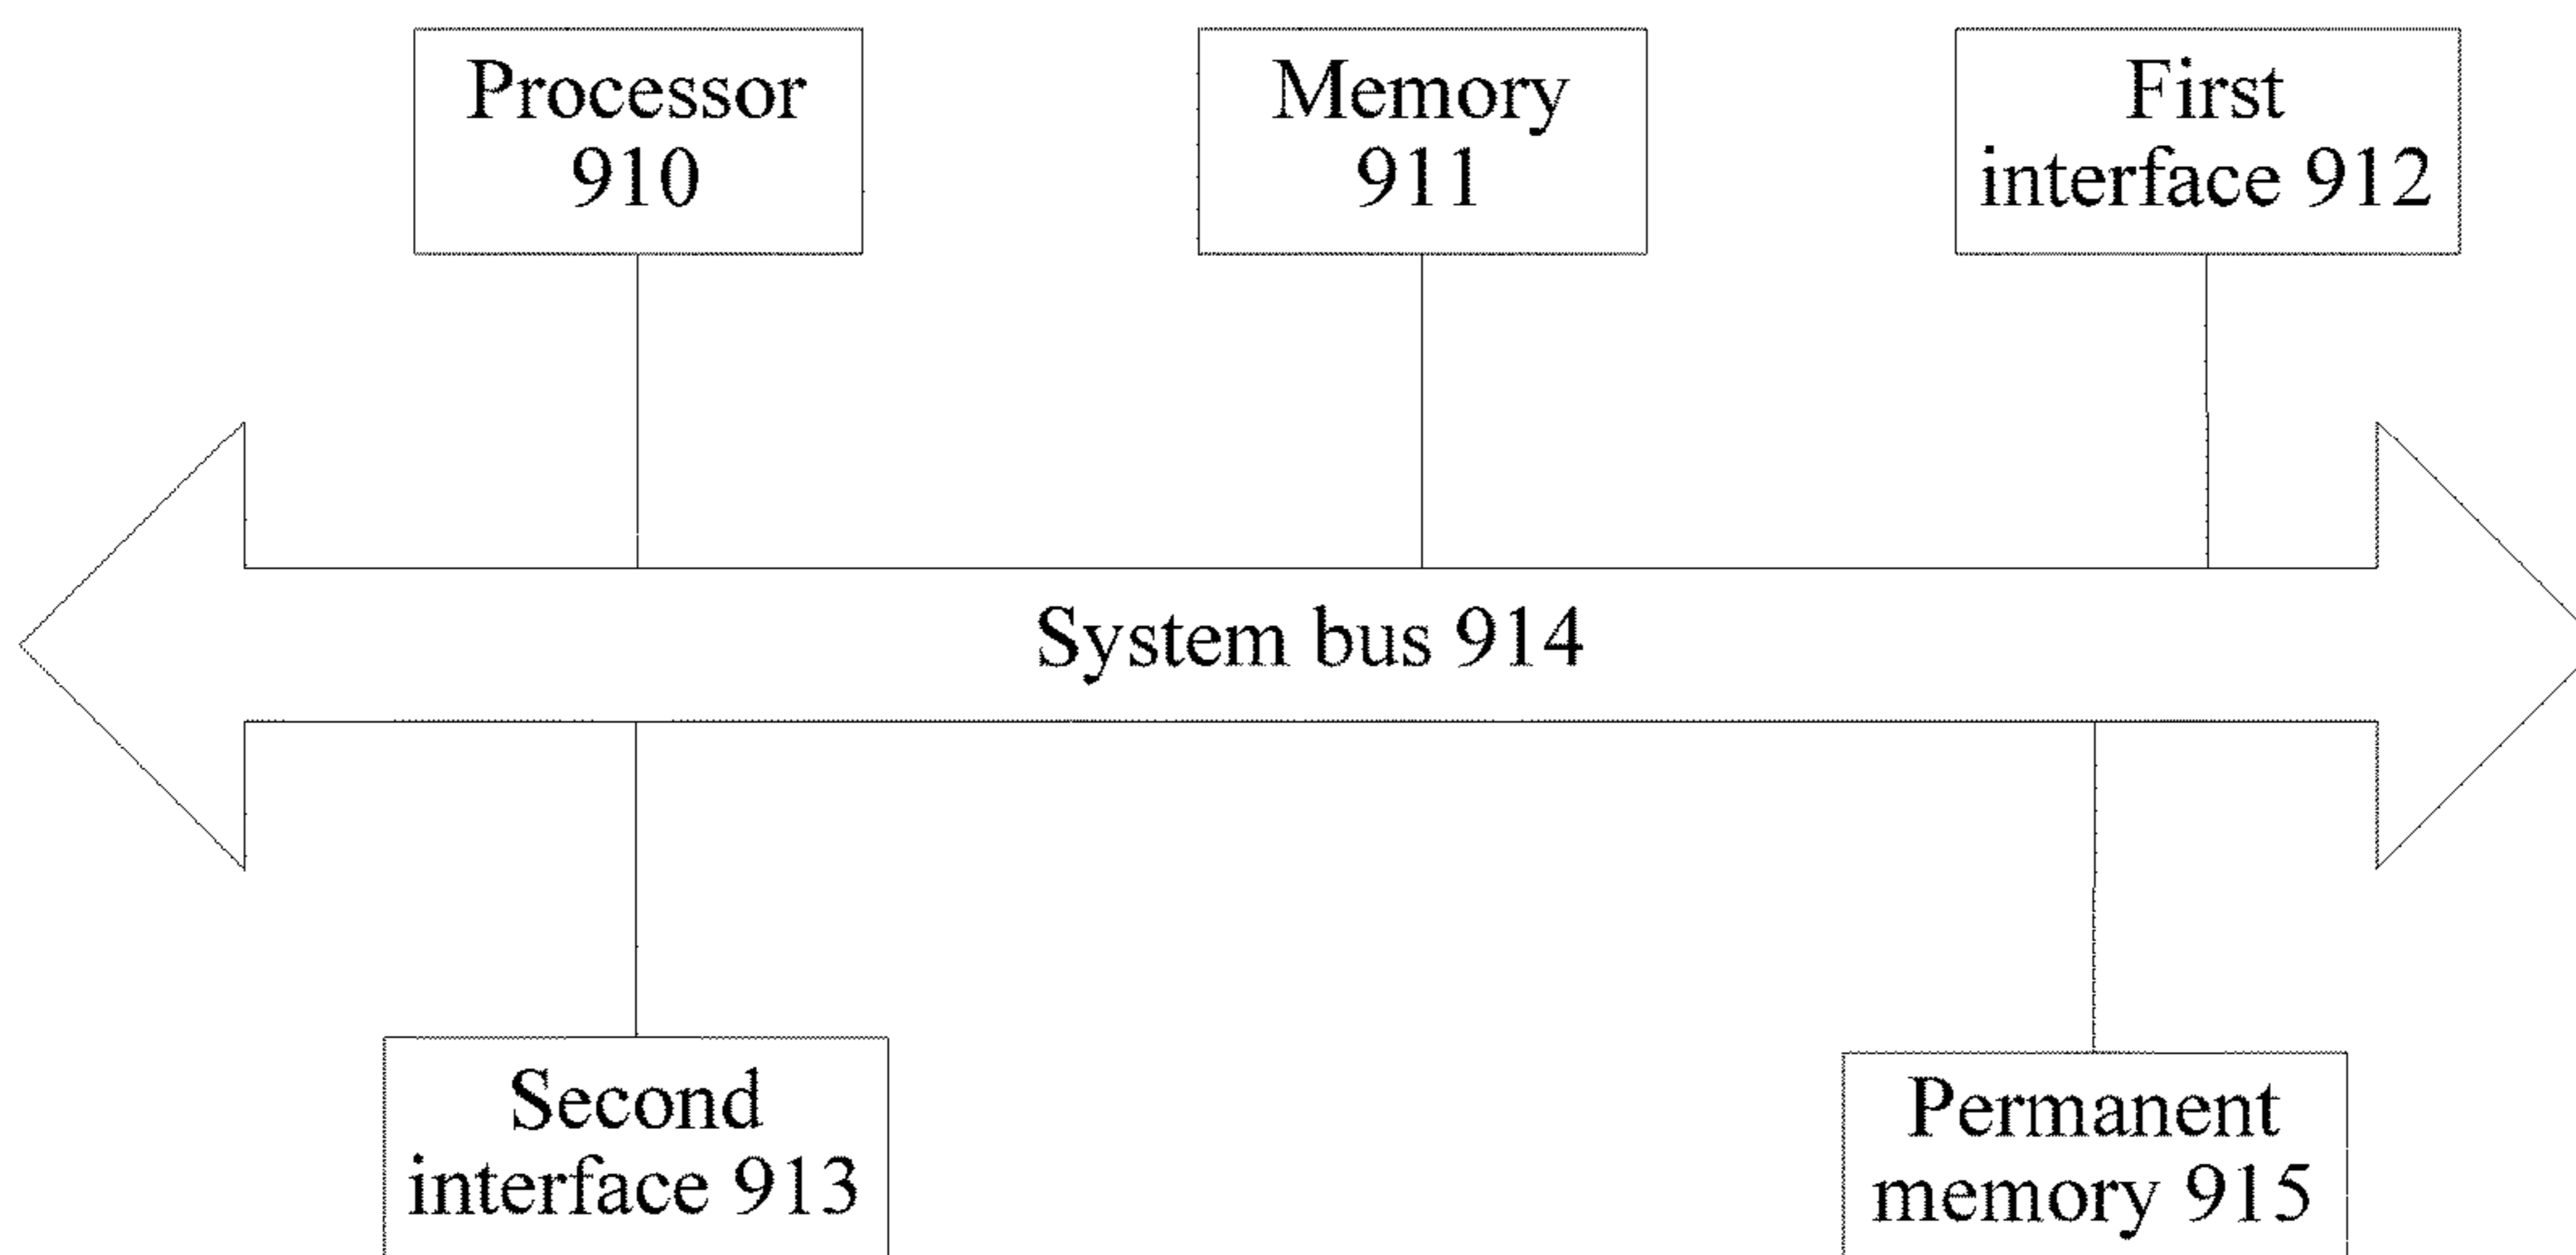 Processor
910
Memory
911
First
interface 912
System bus 914
Second
interface 913
Permanent
memory 915